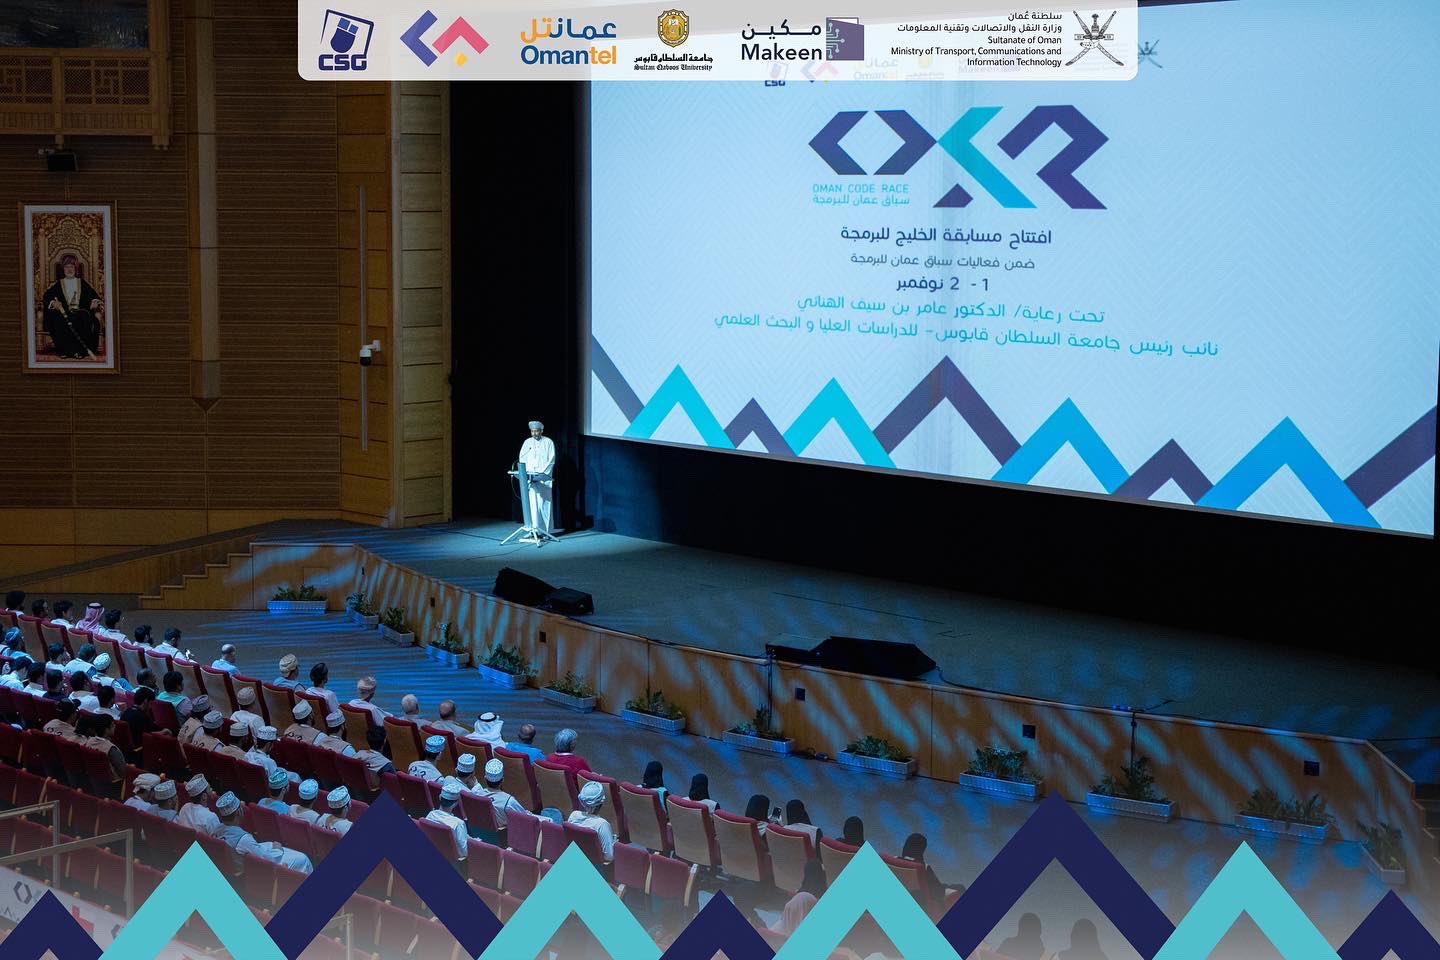 CSG
عمانتل
Omantel
جامعة السلطان قابوس
Sultan Qaboos University
مكين
Makeen
سلطنة عُمان
وزارة النقل والاتصالات وتقنية المعلومات
Sultanate of Oman
Ministry of Transport, Communications and
Information Technology
CSG
OXR
OMAN CODE RACE
سباق عمان للبرمجة
افتتاح مسابقة الخليج للبرمجة
ضمن فعاليات سباق عمان للبرمجة
1 - 2 نوفمبر
تحت رعاية/ الدكتور عامر بن سيف الهنائي
نائب رئيس جامعة السلطان قابوس- للدراسات العليا و البحث العلمي